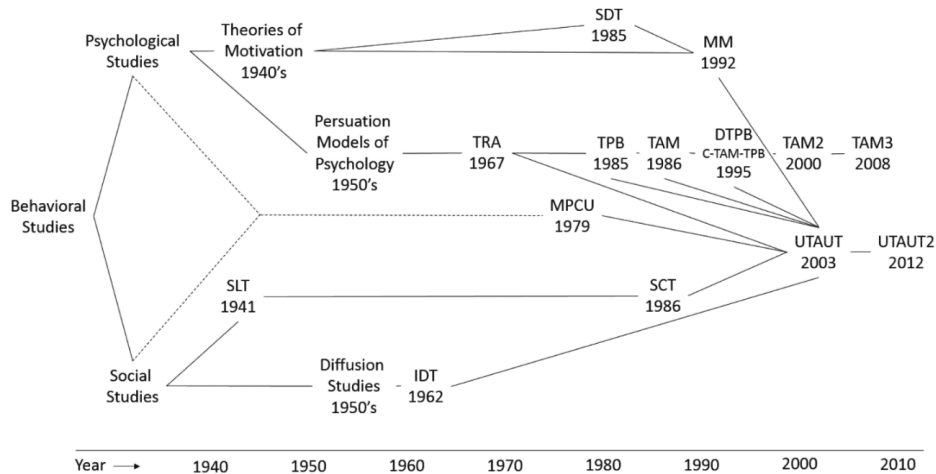 Psychological
Studies
Theories of
Motivation
1940's
SDT
1985
MM
1992
Persuation
Models of
Psychology
1950's
TRA
1967
TPB
1985
TAM
1986
DTPB
C-TAM-TPB
1995
TAM2
2000
TAM3
2008
Behavioral
Studies
MPCU
1979
UTAUT
2003
UTAUT2
2012
SLT
1941
SCT
1986
Social
Studies
Diffusion
Studies
1950's
IDT
1962
Year → 1940 1950 1960 1970 1980 1990 2000 2010